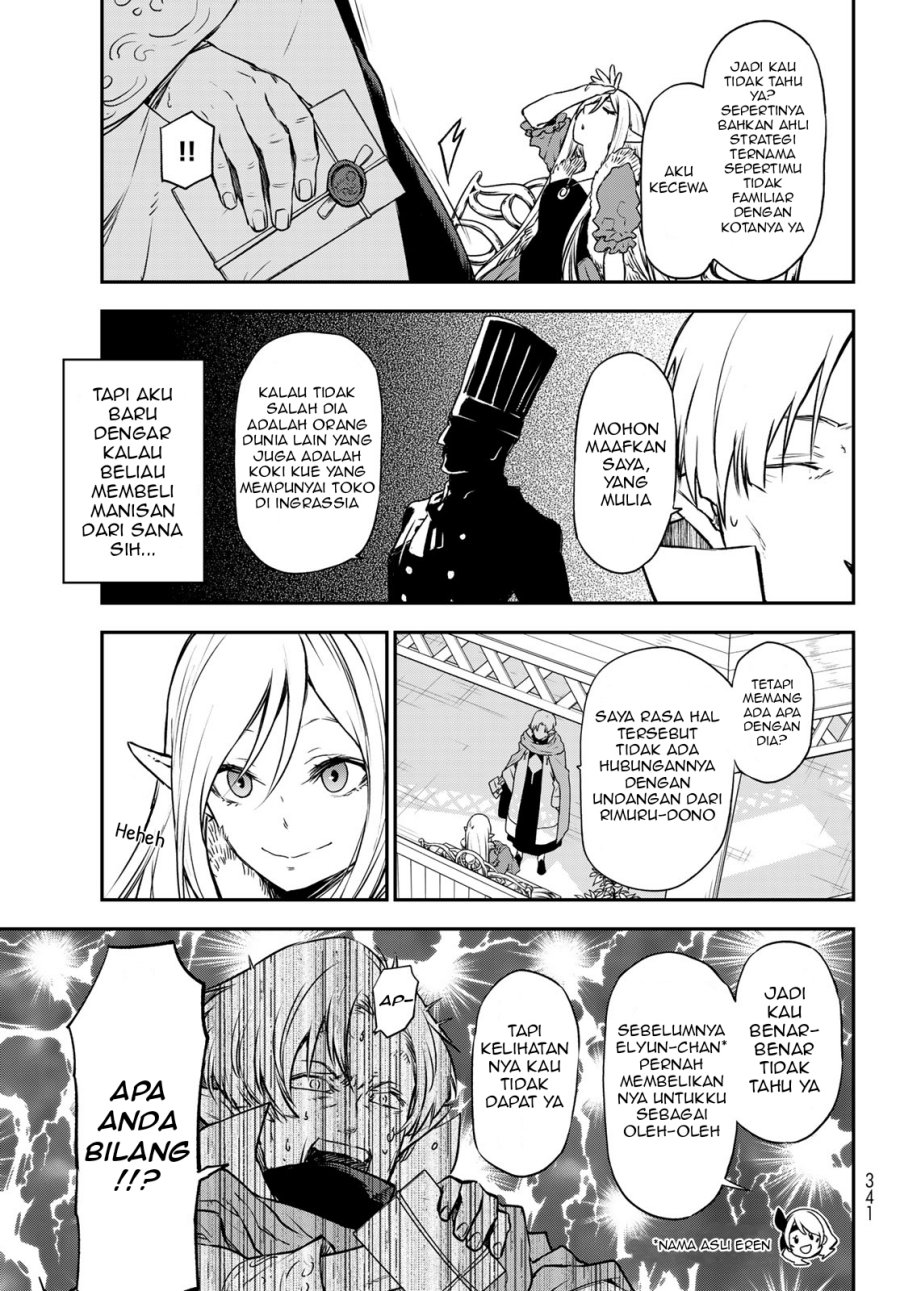 JADI KAU
TIDAK TAHU
YA?
SEPERTINYA
BAHKAN AHLI
STRATEGI
TERNAMA
SEPERTIMU
TIDAK
FAMILIAR
DENGAN
KOTANYA YA
AKU
KECEWA
!!
MOHON
MAAFKAN
SAYA,
YANG
MULIA
KALAU TIDAK
SALAH DIA
ADALAH ORANG
DUNIA LAIN YANG
JUGA ADALAH
KOKI KUE YANG
MEMPUNYAI TOKO
DI INGRASSIA
TAPI AKU
BARU
DENGAR
KALAU
BELIAU
MEMBELI
MANISAN
DARI SANA
SIH...
TETAPI
MEMANG
ADA APA
DENGAN
DIA?
SAYA RASA HAL
TERSEBUT
TIDAK ADA
HUBUNGANNYA
DENGAN
UNDANGAN DARI
RIMURU-DONO
Heheh
JADI
KAU
BENAR-
BENAR
TIDAK
TAHU YA
SEBELUMNYA
ELYUN-CHAN*
PERNAH
MEMBELIKAN
NYA UNTUKKU
SEBAGAI
OLEH-OLEH
*NAMA ASLI EREN
TAPI
KELIHATAN
NYA KAU
TIDAK
DAPAT YA
AP-
APA
ANDA
BILANG
!!?
341